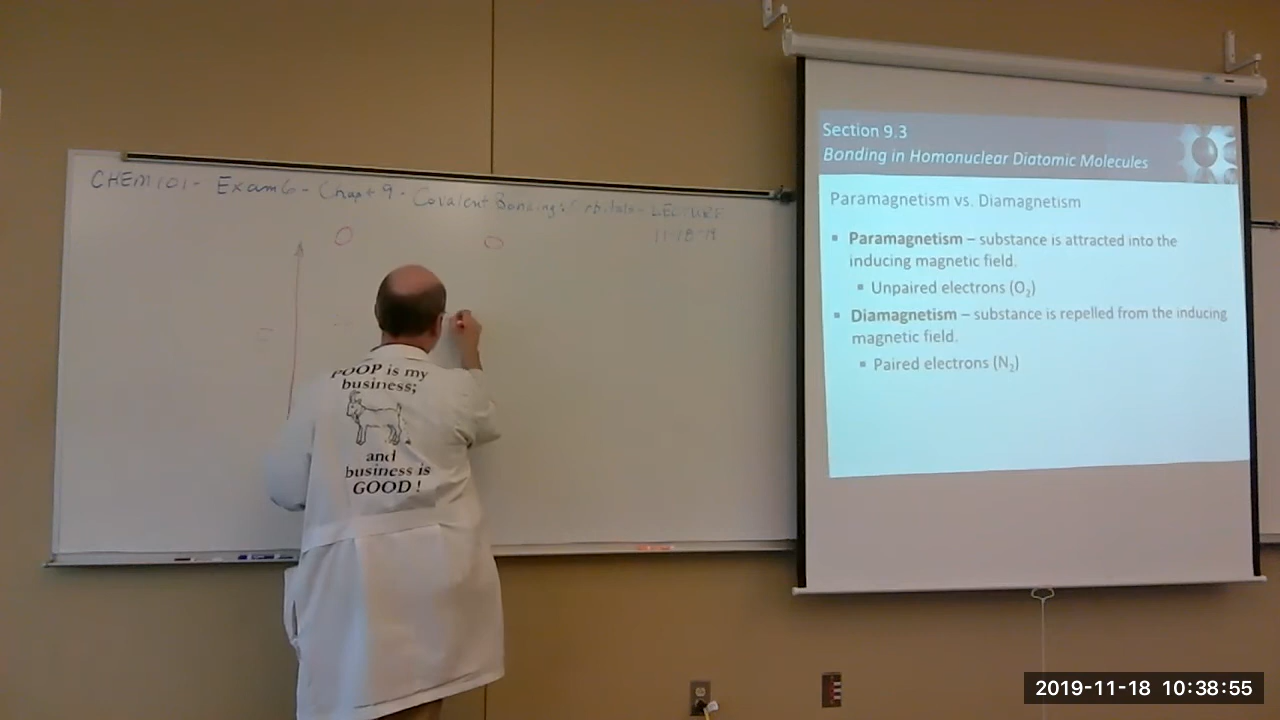 CHEM101 - Exam 6 - Chapt 9 - Covalent Bonding: Orbitals - LECTURE
11-18-19
O O
E
POOP is my
business;
and
business is
GOOD!
Section 9.3
Bonding in Homonuclear Diatomic Molecules
Paramagnetism vs. Diamagnetism
▪ Paramagnetism – substance is attracted into the
inducing magnetic field.
▪ Unpaired electrons (O₂)
▪ Diamagnetism – substance is repelled from the inducing
magnetic field.
▪ Paired electrons (N₂)
2019-11-18 10:38:55